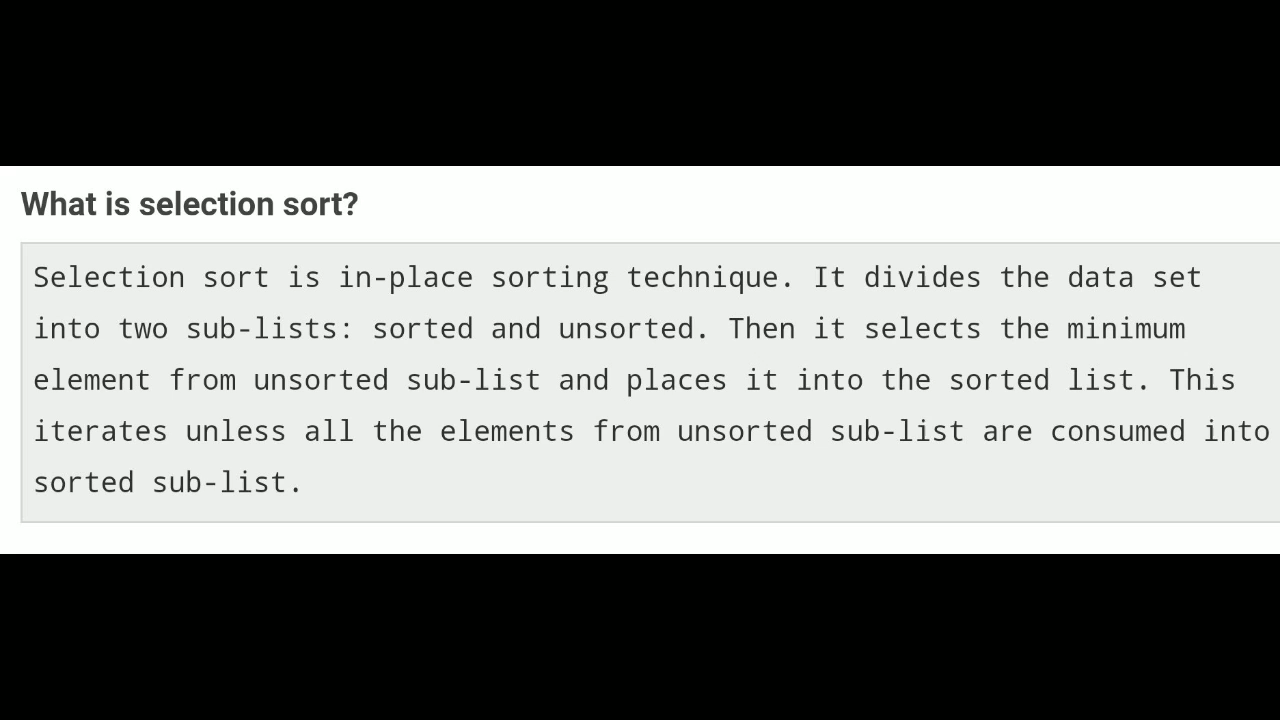 What is selection sort?
Selection sort is in-place sorting technique. It divides the data set
into two sub-lists: sorted and unsorted. Then it selects the minimum
element from unsorted sub-list and places it into the sorted list. This
iterates unless all the elements from unsorted sub-list are consumed into
sorted sub-list.